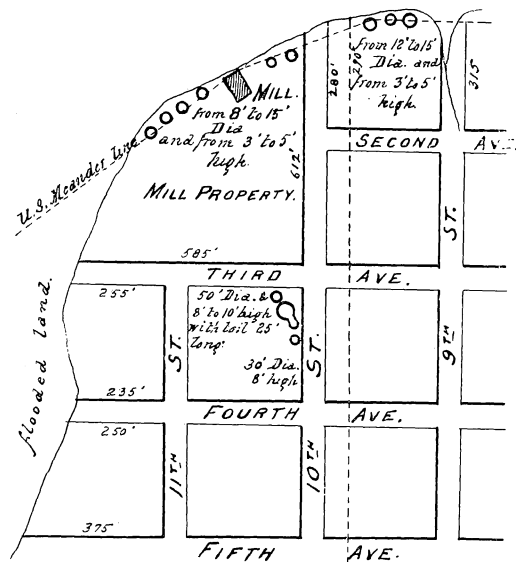 from 12' to 15'
Dia. and
from 3' to 5'
high.
280'
290'
315
MILL.
from 8' to 15'
Dia
and from 3' to 5'
high.
612'
U.S. Meander line
SECOND AVE.
MILL PROPERTY.
ST.
585'
THIRD AVE.
flooded land.
255'
50' Dia. &
8' to 10' high
with tail 25'
long.
30' Dia.
8' high
ST.
ST.
9TH
235'
FOURTH AVE.
250'
11TH
10TH
375
FIFTH AVE.